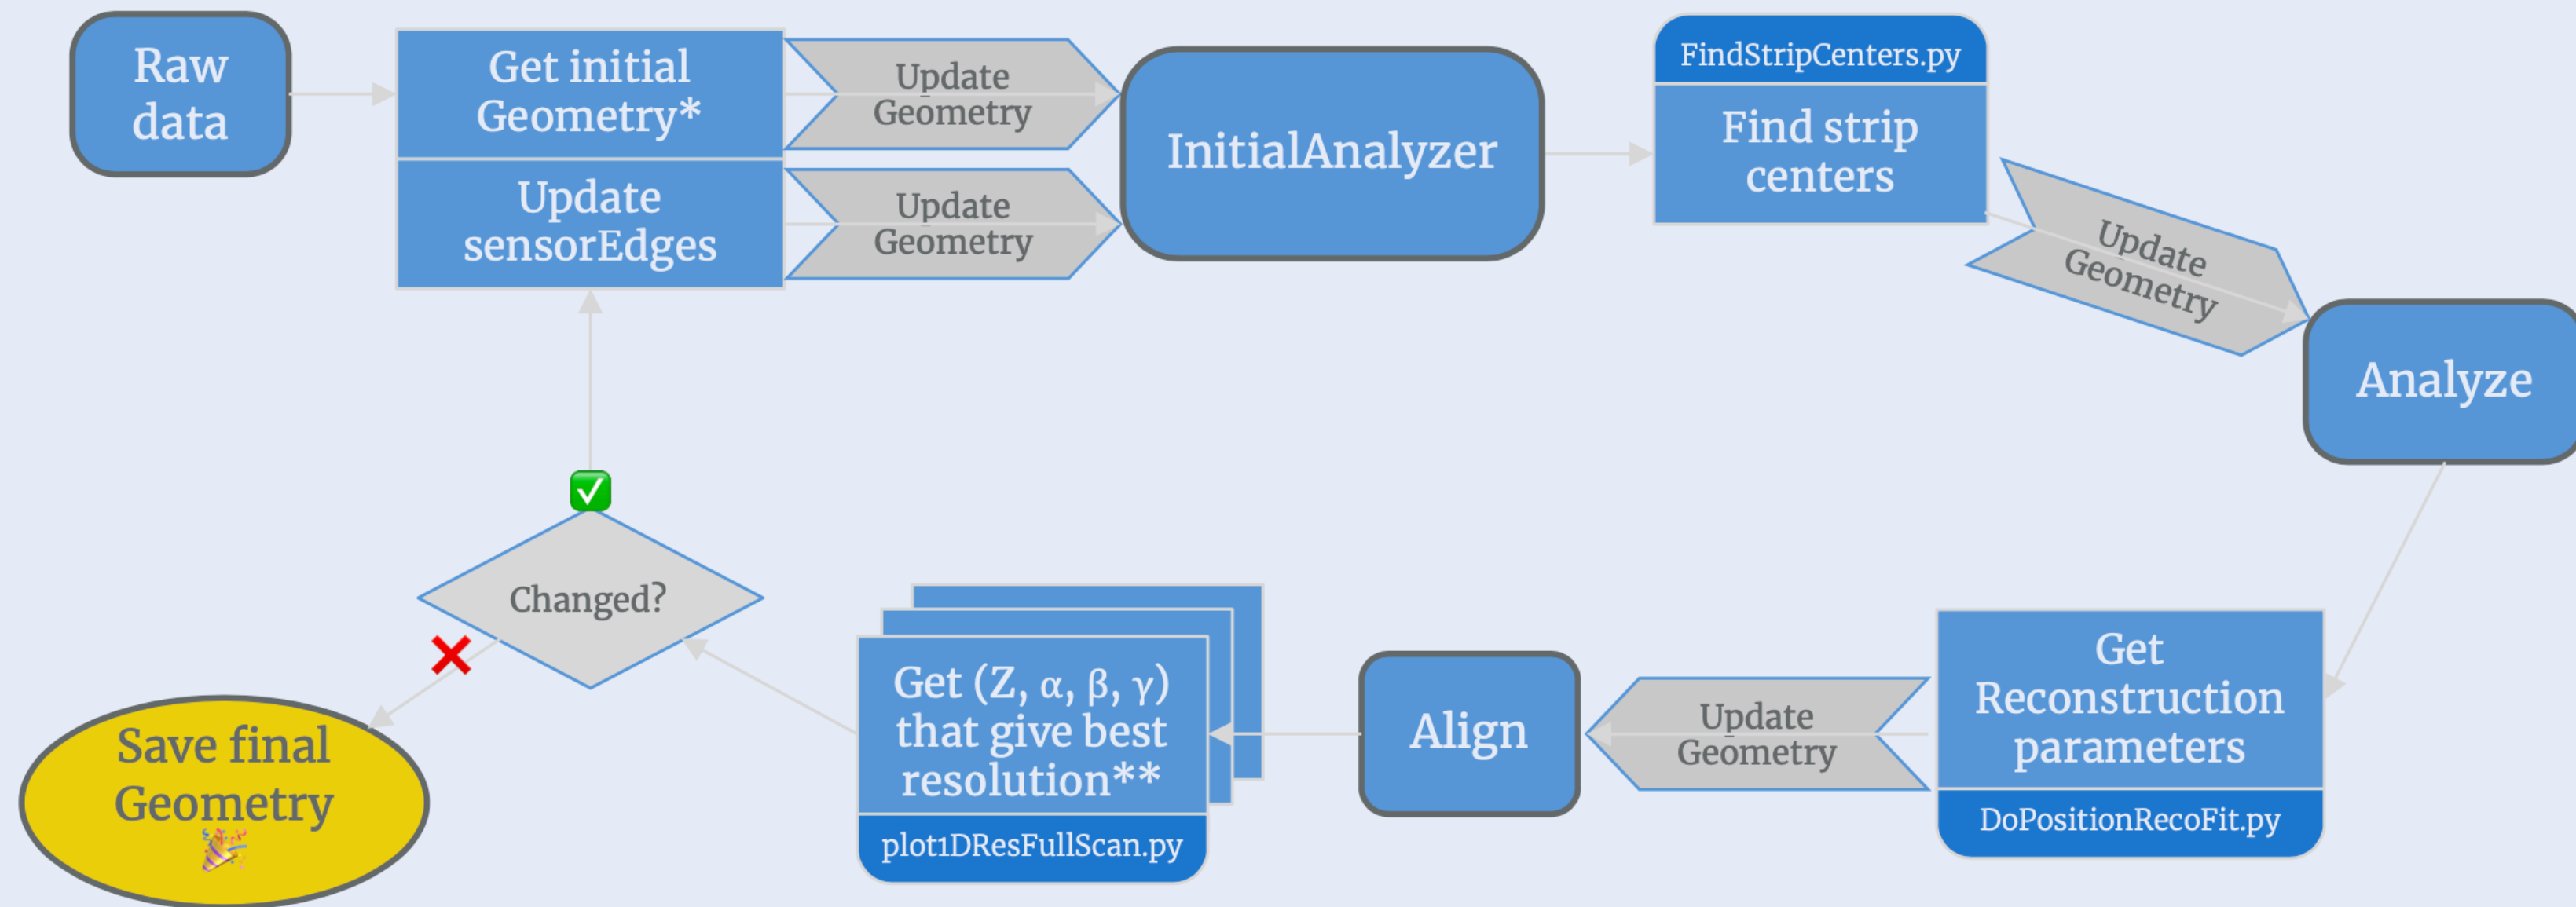 Raw
data
Get initial
Geometry*
Update
sensorEdges
Update
Geometry
Update
Geometry
InitialAnalyzer
FindStripCenters.py
Find strip
centers
Update
Geometry
Analyze
Get
Reconstruction
parameters
DoPositionRecoFit.py
Update
Geometry
Align
Get (Z, α, β, γ)
that give best
resolution**
plot1DResFullScan.py
Changed?
Save final
Geometry